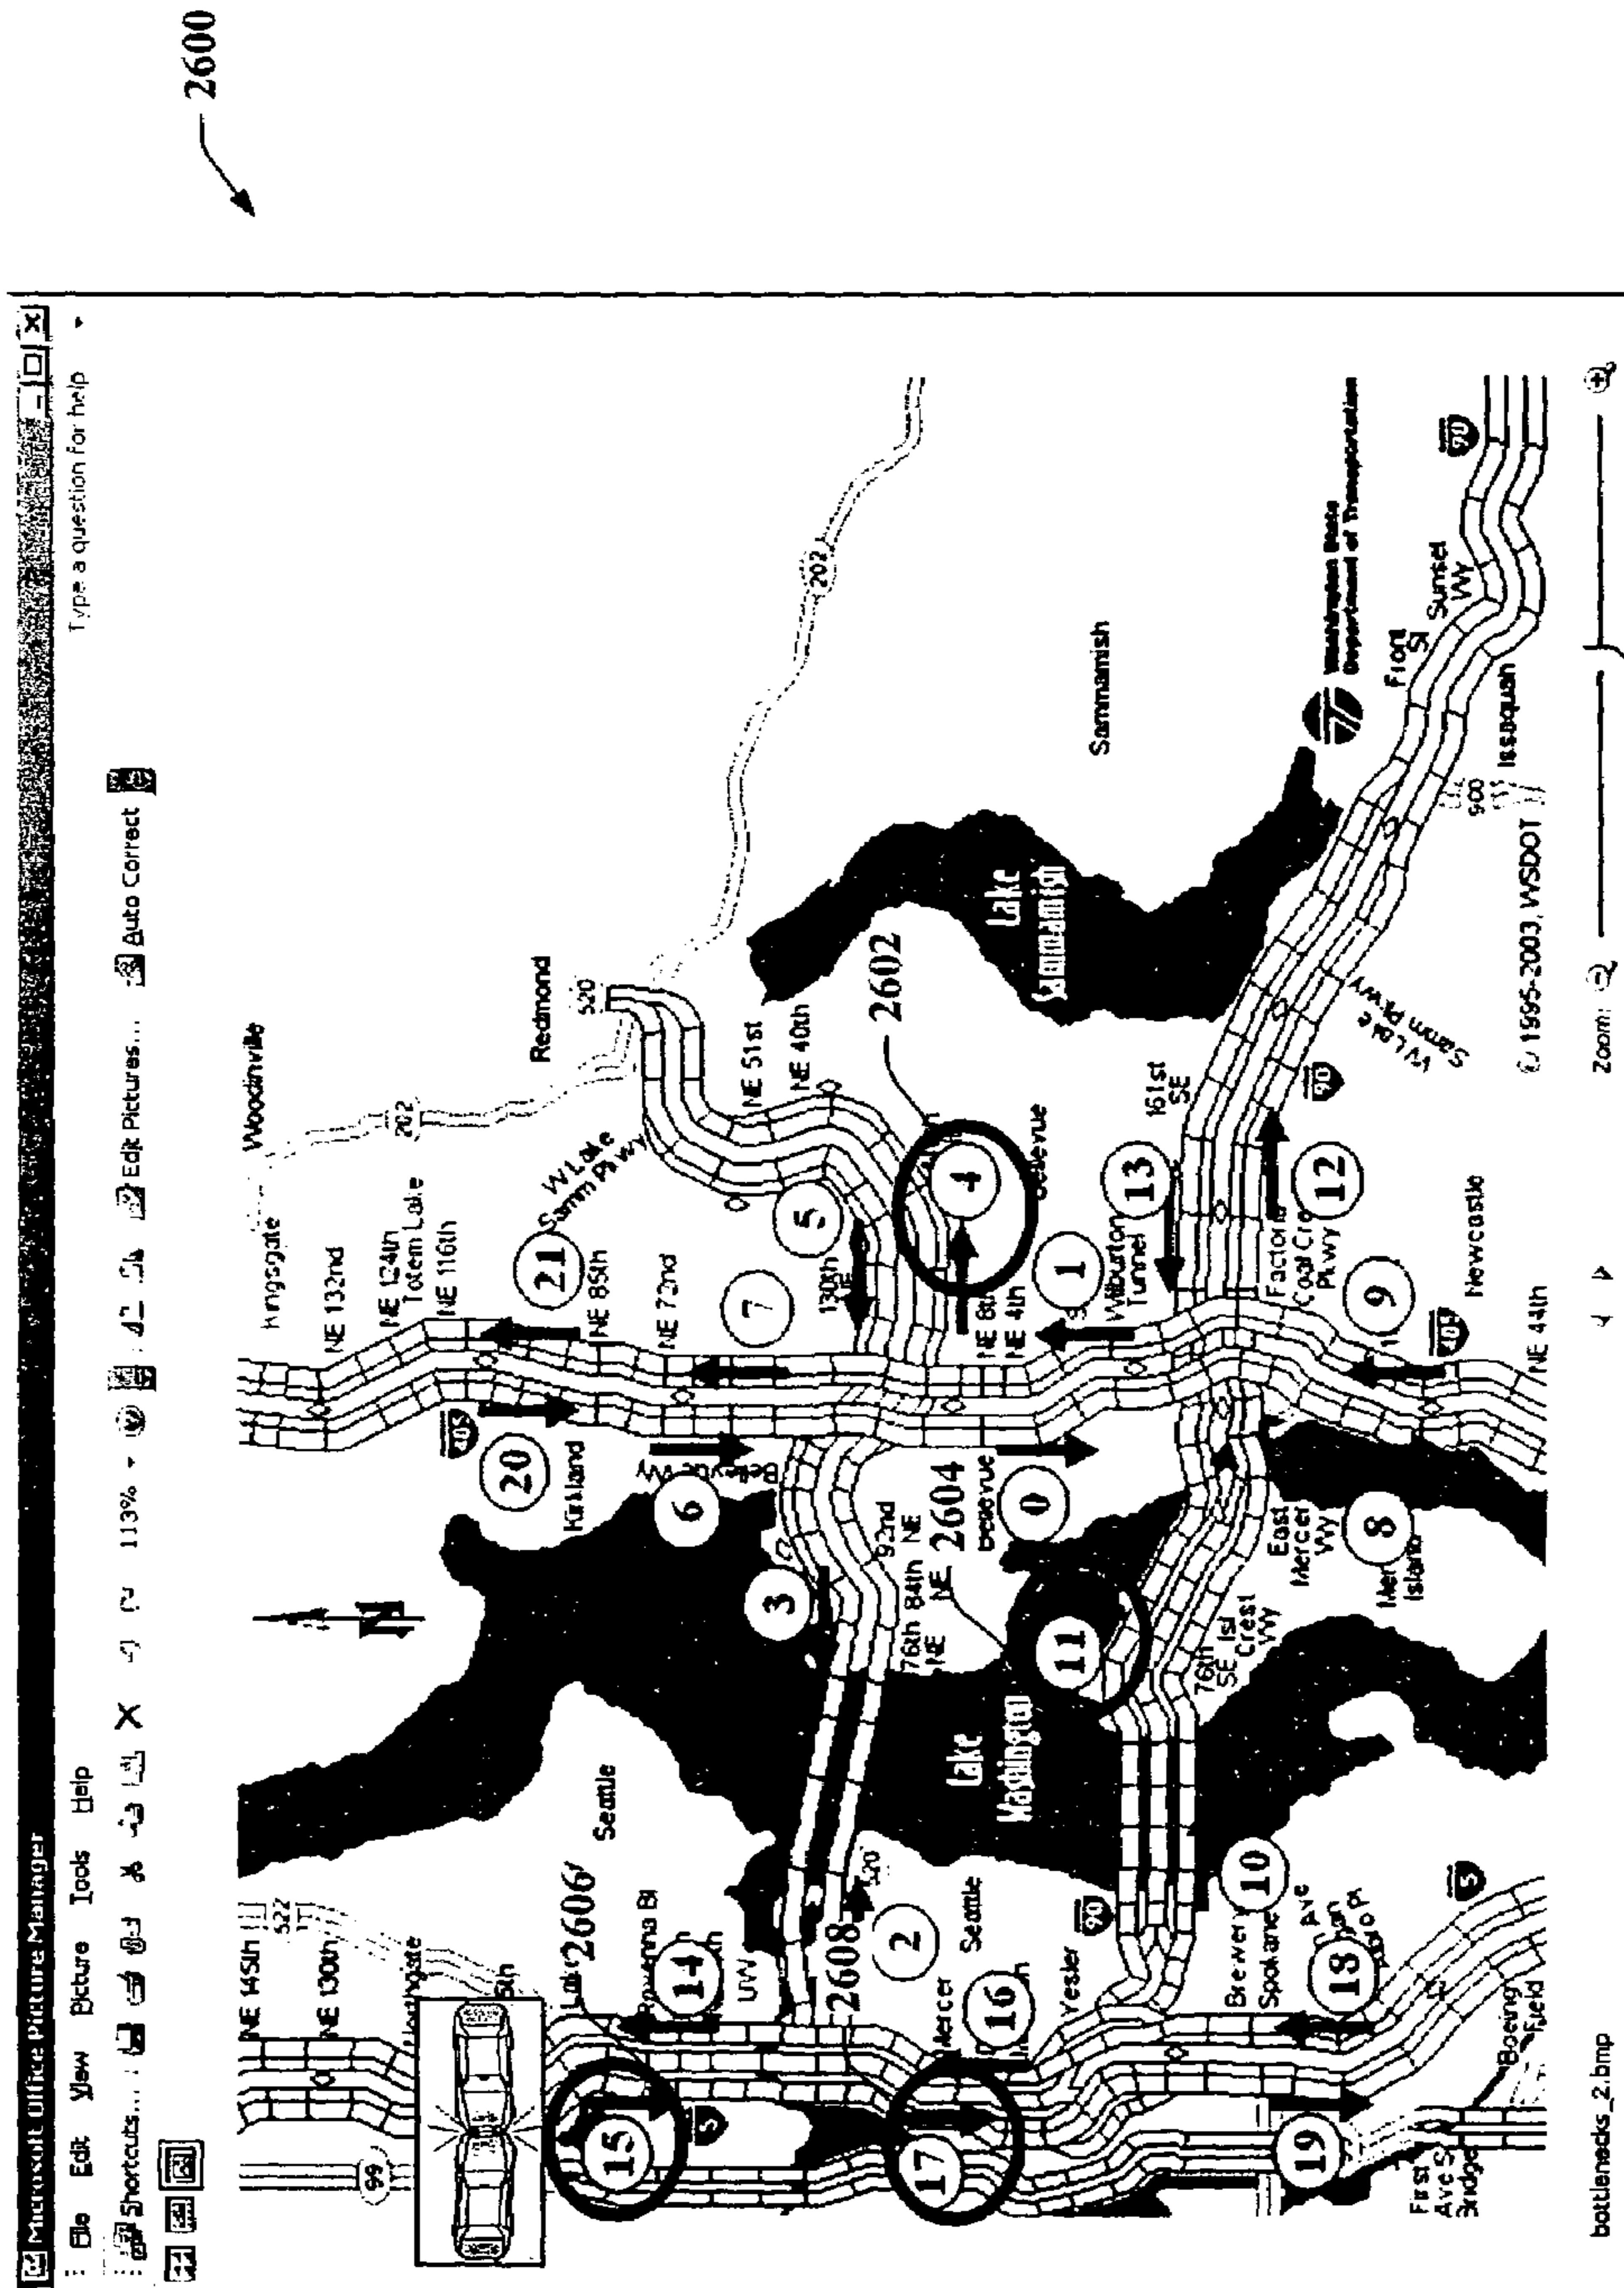 2600
Microsoft Office Picture Manager
File Edit View Picture Tools Help
Type a question for help
Shortcuts...
113%
Edit Pictures...
Auto Correct
NE 145th
522
NE 130th
Northgate
99
Kingsgate
Woodinville
NE 132nd
NE 124th
Totem Lake
NE 116th
202
405
N
20
21
NE 85th
Kirkland
W Lake
Samm Pkwy
Redmond
520
Seattle
2606
15
14
5
UW
6
NE 72nd
7
NE 51st
NE 40th
202
3
130th
NE
5
520
2608
2
Seattle
Mercer
17
16
Yesler
92nd
NE
84th
NE
76th
NE
2604
Bellevue
0
NE 8th
NE 4th
4
2602
Bellevue
Lake
Sammamish
Sammamish
Lake
Washington
11
1
Wilburton
Tunnel
13
161st
SE
90
10
Spokane
76th
SE
Isl
Crest
Wy
East
Mercer
Wy
8
Island
Factoria
Coal Cre
Pkwy
12
90
9
405
Newcastle
NE 44th
W Lake
Samm Pkwy
Washington State
Department of Transportation
Front
St
Sunset
Wy
90
900
Issaquah
19
18
5
First
Ave S
Bridge
Boeing
Field
© 1995-2003, WSDOT
bottlenecks_2.bmp
Zoom: